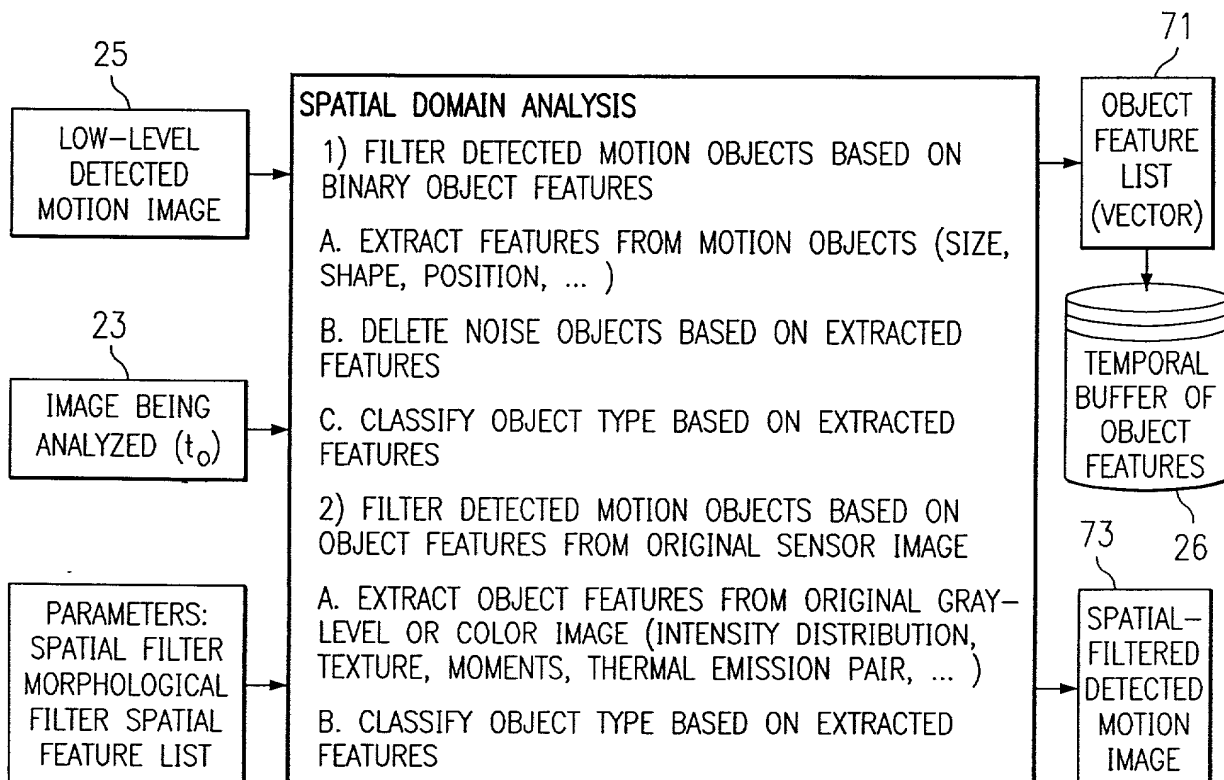 25
LOW-LEVEL
DETECTED
MOTION IMAGE
23
IMAGE BEING
ANALYZED (t0)
PARAMETERS:
SPATIAL FILTER
MORPHOLOGICAL
FILTER SPATIAL
FEATURE LIST
SPATIAL DOMAIN ANALYSIS
1) FILTER DETECTED MOTION OBJECTS BASED ON
BINARY OBJECT FEATURES
A. EXTRACT FEATURES FROM MOTION OBJECTS (SIZE,
SHAPE, POSITION, ... )
B. DELETE NOISE OBJECTS BASED ON EXTRACTED
FEATURES
C. CLASSIFY OBJECT TYPE BASED ON EXTRACTED
FEATURES
2) FILTER DETECTED MOTION OBJECTS BASED ON
OBJECT FEATURES FROM ORIGINAL SENSOR IMAGE
A. EXTRACT OBJECT FEATURES FROM ORIGINAL GRAY-
LEVEL OR COLOR IMAGE (INTENSITY DISTRIBUTION,
TEXTURE, MOMENTS, THERMAL EMISSION PAIR, ... )
B. CLASSIFY OBJECT TYPE BASED ON EXTRACTED
FEATURES
71
OBJECT
FEATURE
LIST
(VECTOR)
TEMPORAL
BUFFER OF
OBJECT
FEATURES
26
73
SPATIAL-
FILTERED
DETECTED
MOTION
IMAGE